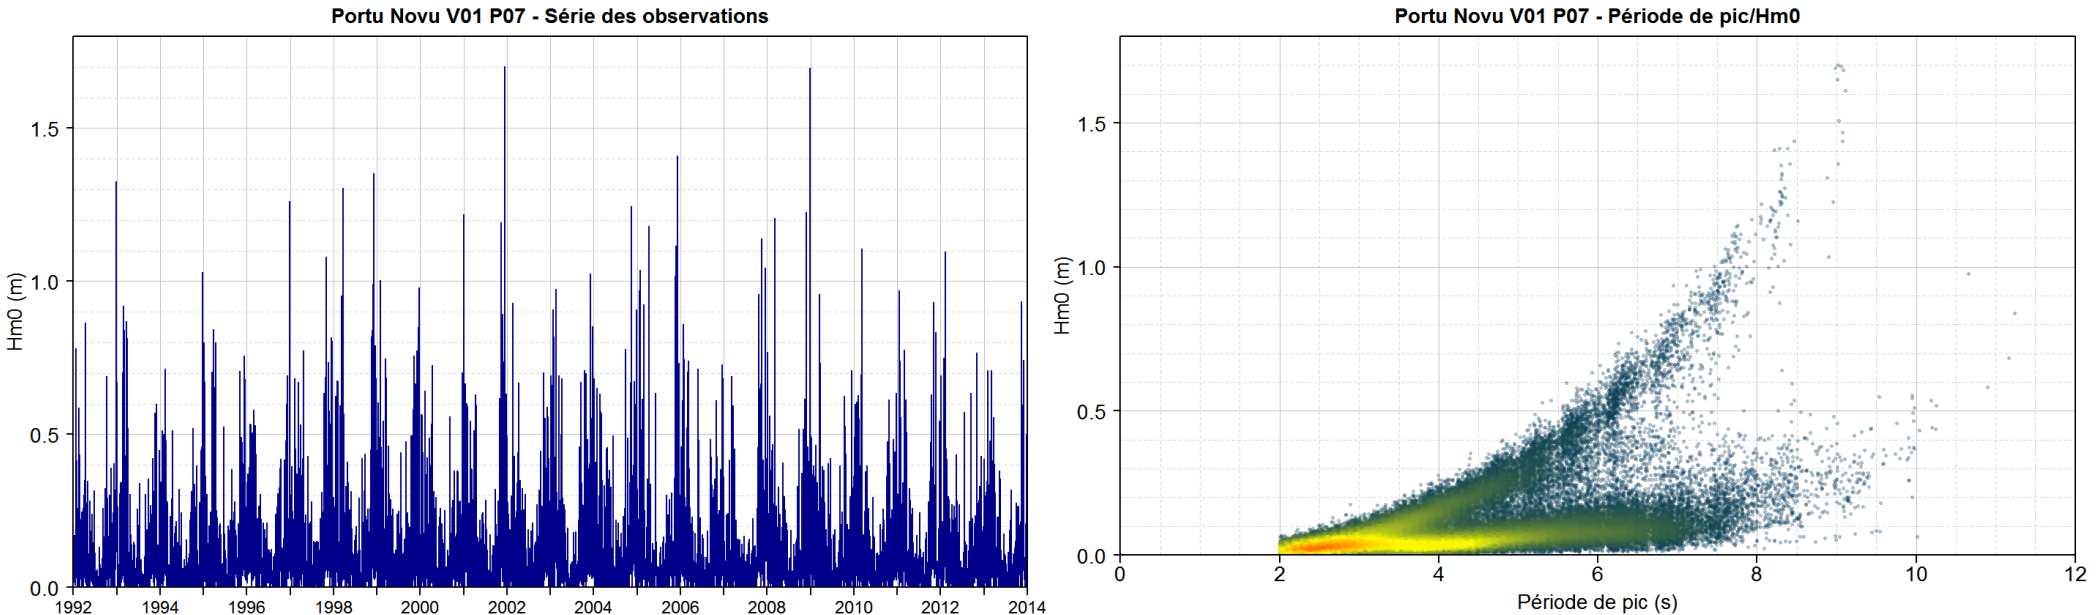 Portu Novu V01 P07 - Série des observations
Hm0 (m)
1.5
1.0
0.5
0.0
1992 1994 1996 1998 2000 2002 2004 2006 2008 2010 2012 2014
Portu Novu V01 P07 - Période de pic/Hm0
Hm0 (m)
1.5
1.0
0.5
0.0
0 2 4 6 8 10 12
Période de pic (s)